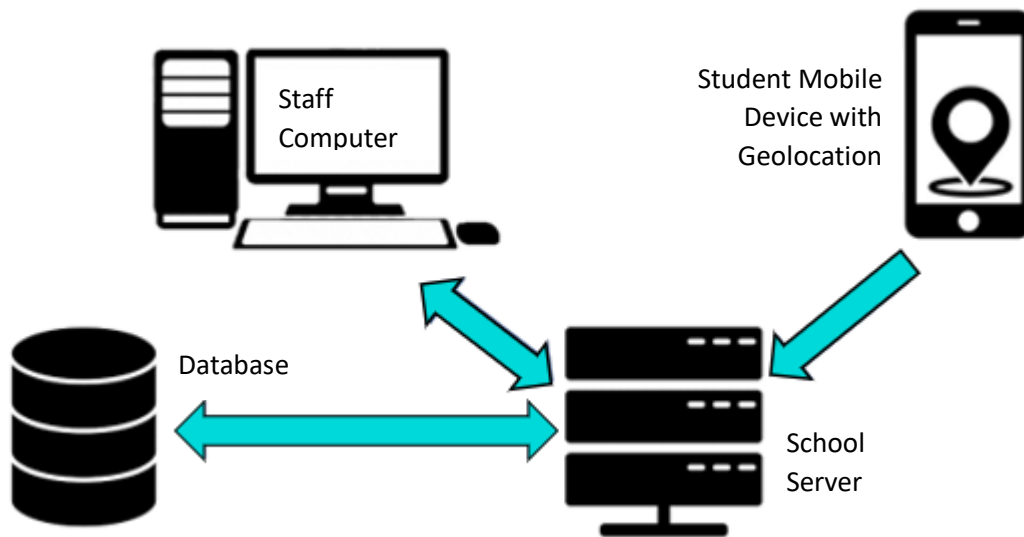 Staff
Computer
Student Mobile
Device with
Geolocation
Database
School
Server